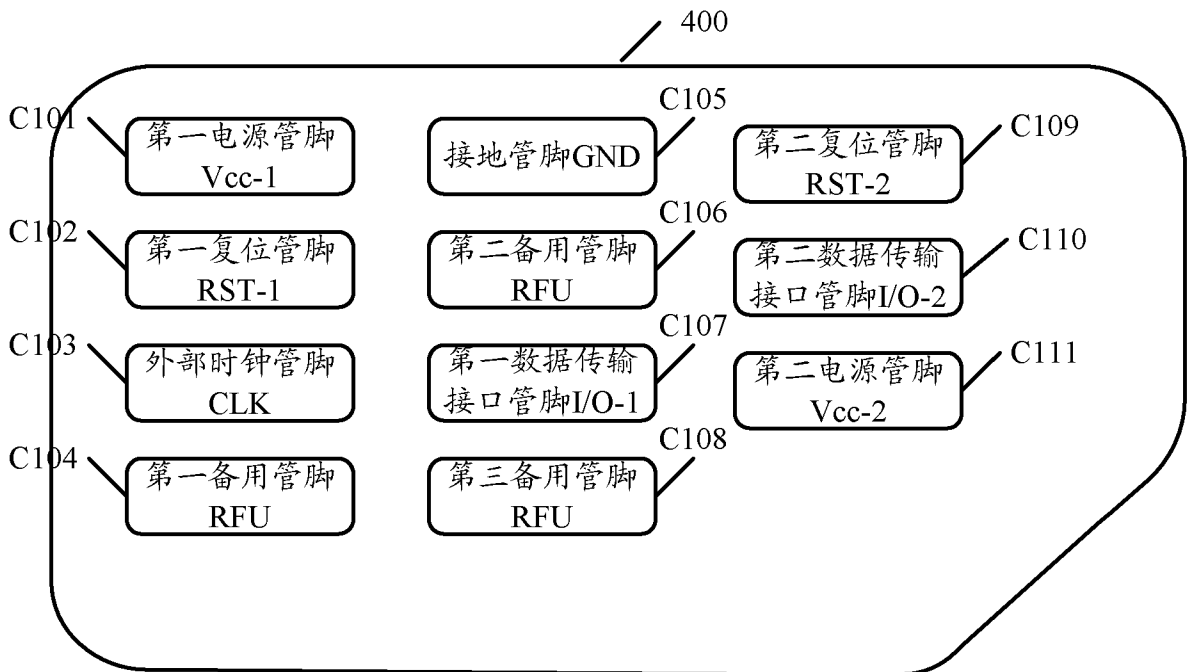 400
C101
第一电源管脚
Vcc-1
C105
接地管脚GND
C109
第二复位管脚
RST-2
C102
第一复位管脚
RST-1
C106
第二备用管脚
RFU
C110
第二数据传输
接口管脚I/O-2
C103
外部时钟管脚
CLK
C107
第一数据传输
接口管脚I/O-1
C111
第二电源管脚
Vcc-2
C104
第一备用管脚
RFU
C108
第三备用管脚
RFU